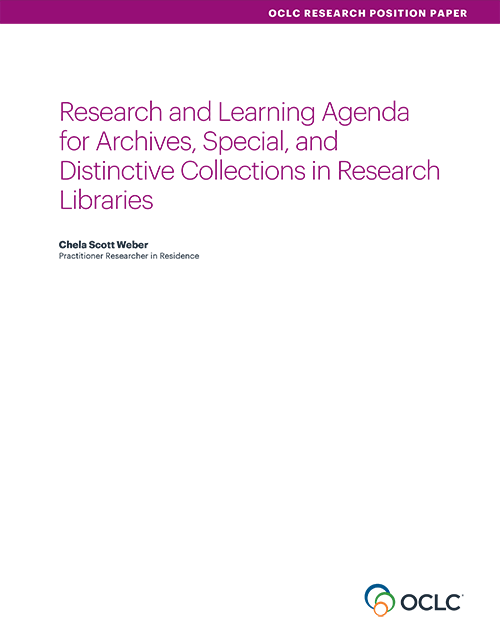 OCLC RESEARCH POSITION PAPER
Research and Learning Agenda
for Archives, Special, and
Distinctive Collections in Research
Libraries
Chela Scott Weber
Practitioner Researcher in Residence
OCLC